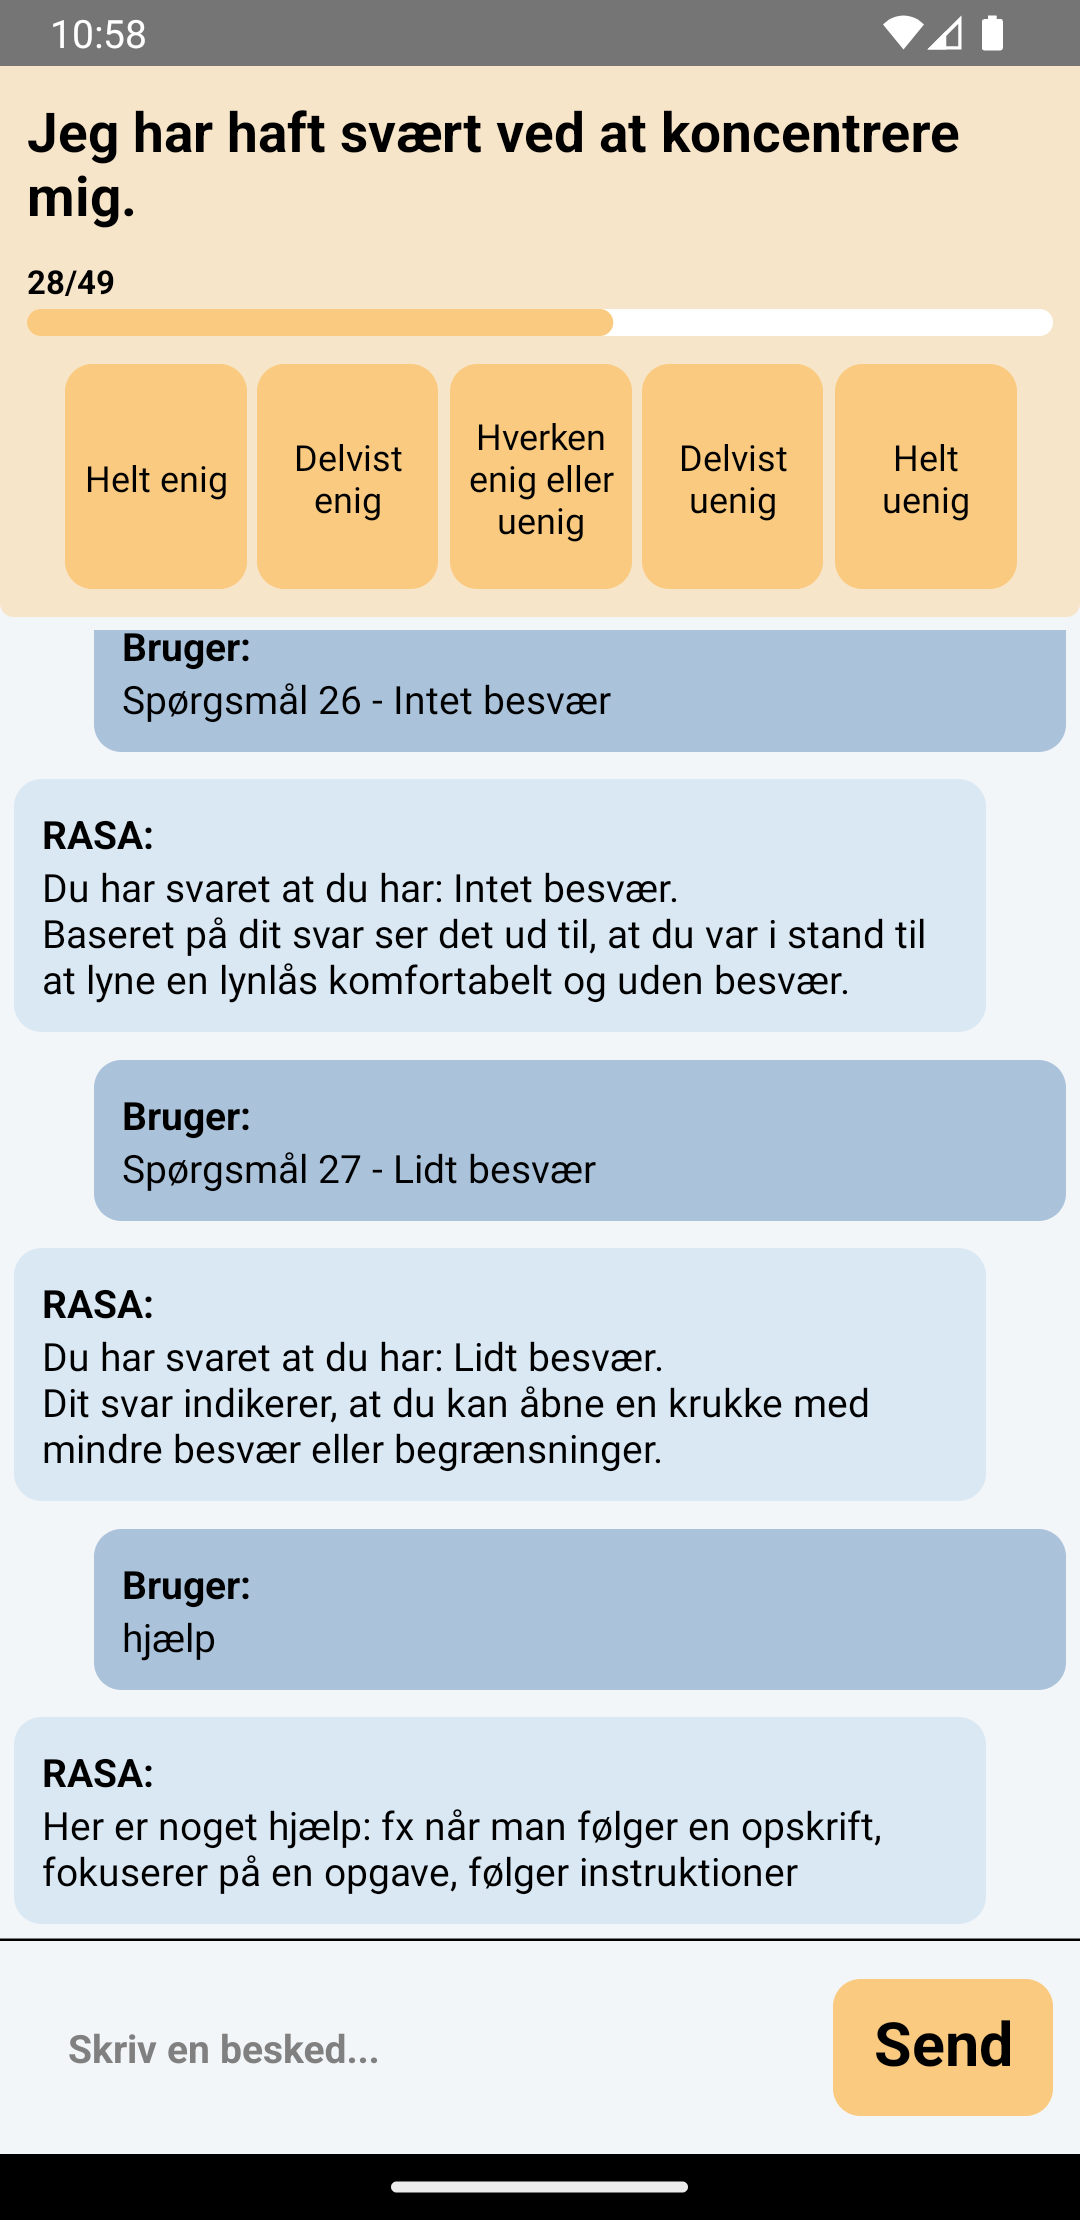 10:58
Jeg har haft svært ved at koncentrere
mig.
28/49
Helt enig
Delvist
enig
Hverken
enig eller
uenig
Delvist
uenig
Helt
uenig
Bruger:
Spørgsmål 26 - Intet besvær
RASA:
Du har svaret at du har: Intet besvær.
Baseret på dit svar ser det ud til, at du var i stand til
at lyne en lynlås komfortabelt og uden besvær.
Bruger:
Spørgsmål 27 - Lidt besvær
RASA:
Du har svaret at du har: Lidt besvær.
Dit svar indikerer, at du kan åbne en krukke med
mindre besvær eller begrænsninger.
Bruger:
hjælp
RASA:
Her er noget hjælp: fx når man følger en opskrift,
fokuserer på en opgave, følger instruktioner
Skriv en besked...
Send